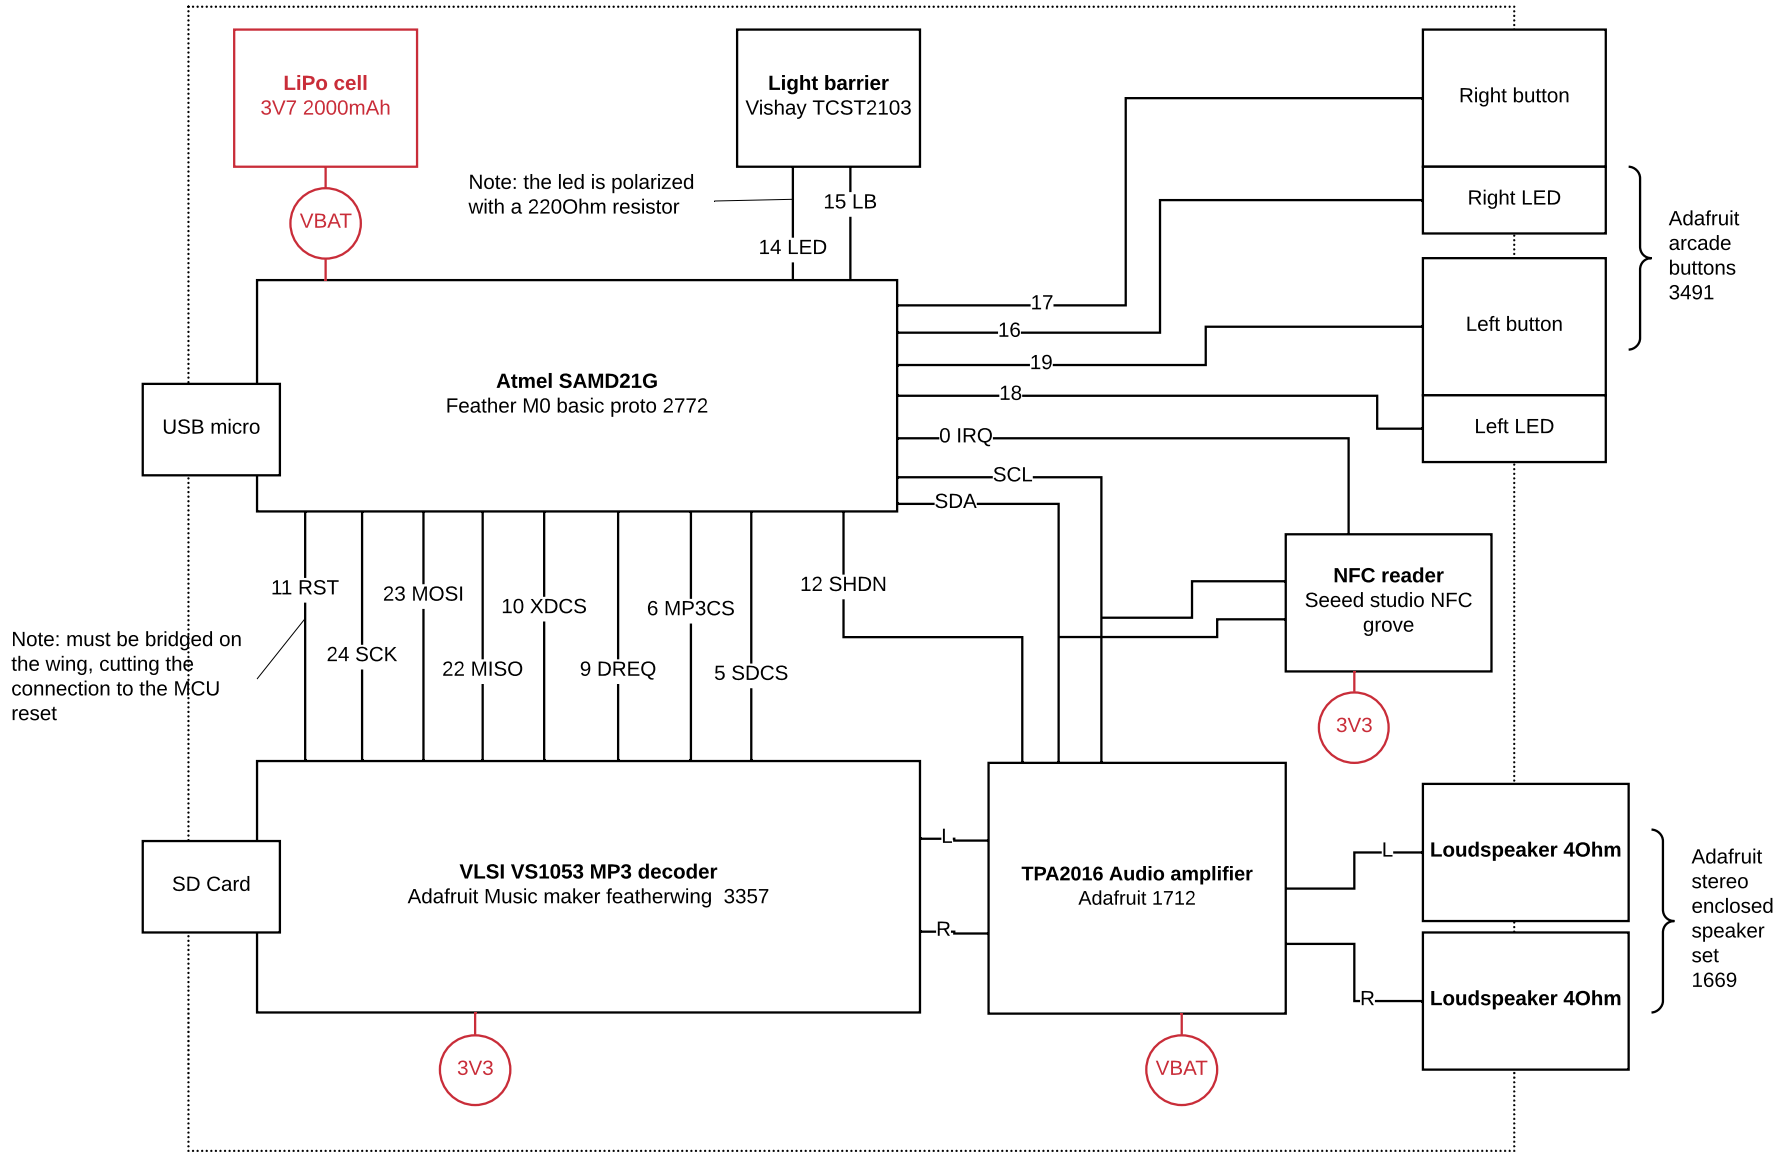 LiPo cell
3V7 2000mAh
VBAT
Light barrier
Vishay TCST2103
Note: the led is polarized
with a 220Ohm resistor
15 LB
14 LED
Right button
Right LED
Left button
Left LED
Adafruit
arcade
buttons
3491
17
16
19
18
0 IRQ
SCL
SDA
Atmel SAMD21G
Feather M0 basic proto 2772
USB micro
11 RST
24 SCK
23 MOSI
22 MISO
10 XDCS
9 DREQ
6 MP3CS
5 SDCS
12 SHDN
Note: must be bridged on
the wing, cutting the
connection to the MCU
reset
NFC reader
Seeed studio NFC
grove
3V3
SD Card
VLSI VS1053 MP3 decoder
Adafruit Music maker featherwing  3357
3V3
L
R
TPA2016 Audio amplifier
Adafruit 1712
VBAT
L
R
Loudspeaker 4Ohm
Loudspeaker 4Ohm
Adafruit
stereo
enclosed
speaker
set
1669